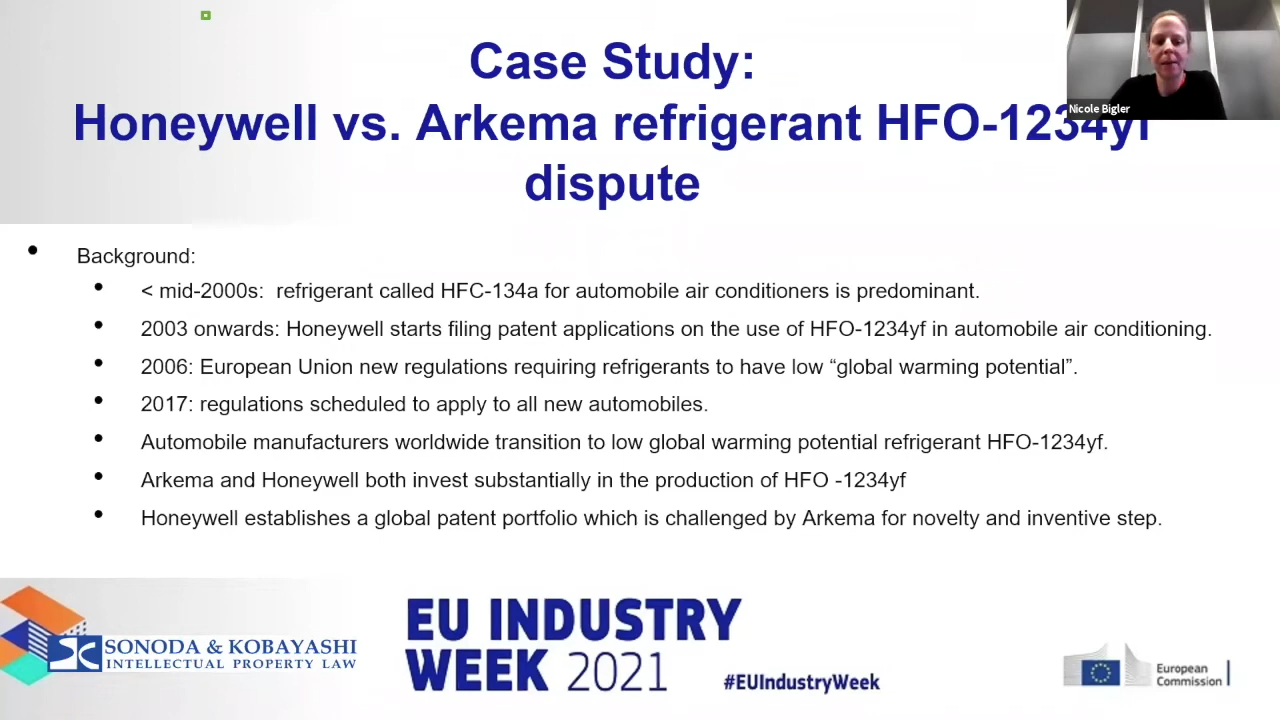 Case Study:
Honeywell vs. Arkema refrigerant HFO-1234yf
dispute
Nicole Bigler
• Background:
• < mid-2000s: refrigerant called HFC-134a for automobile air conditioners is predominant.
• 2003 onwards: Honeywell starts filing patent applications on the use of HFO-1234yf in automobile air conditioning.
• 2006: European Union new regulations requiring refrigerants to have low “global warming potential”.
• 2017: regulations scheduled to apply to all new automobiles.
• Automobile manufacturers worldwide transition to low global warming potential refrigerant HFO-1234yf.
• Arkema and Honeywell both invest substantially in the production of HFO -1234yf
• Honeywell establishes a global patent portfolio which is challenged by Arkema for novelty and inventive step.
SONODA & KOBAYASHI
INTELLECTUAL PROPERTY LAW
EU INDUSTRY
WEEK 2021
#EUIndustryWeek
European
Commission